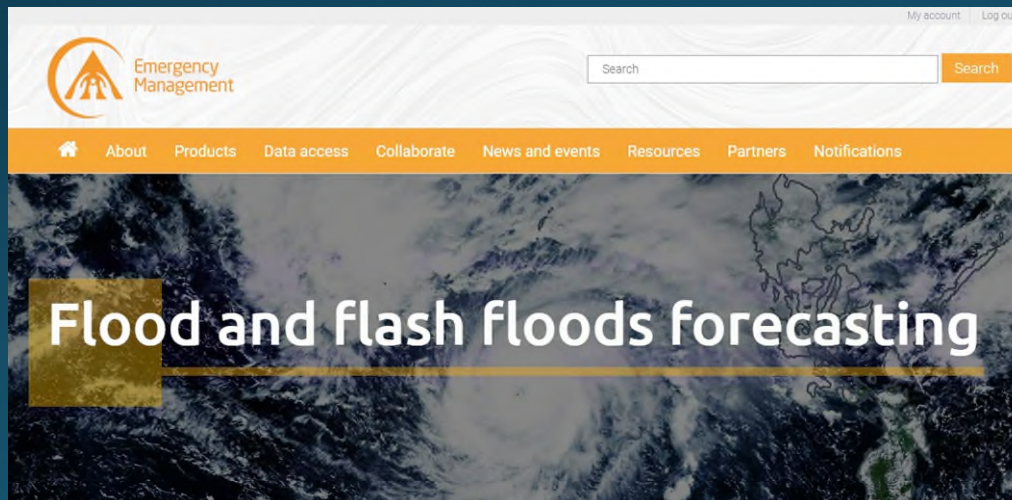 My account Log ou
Emergency
Management
Search Search
About Products Data access Collaborate News and events Resources Partners Notifications
Flood and flash floods forecasting